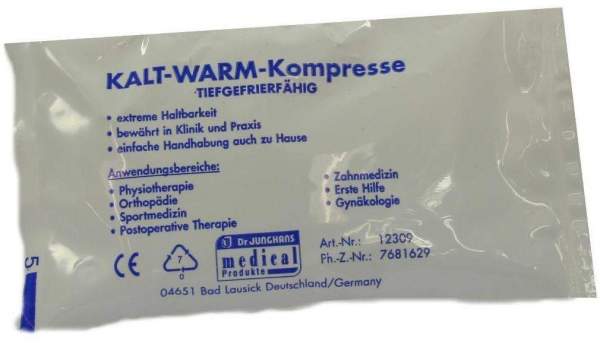 KALT-WARM-Kompresse
TIEFGEFRIERFÄHIG
• extreme Haltbarkeit
• bewährt in Klinik und Praxis
• einfache Handhabung auch zu Hause
Anwendungsbereiche:
• Physiotherapie
• Orthopädie
• Sportmedizin
• Postoperative Therapie
• Zahnmedizin
• Erste Hilfe
• Gynäkologie
CE
7
0
Dr JUNGHANS
medical
Produkte
Art.-Nr.: 12309
Ph.-Z.-Nr.: 7681629
04651 Bad Lausick Deutschland/Germany
5